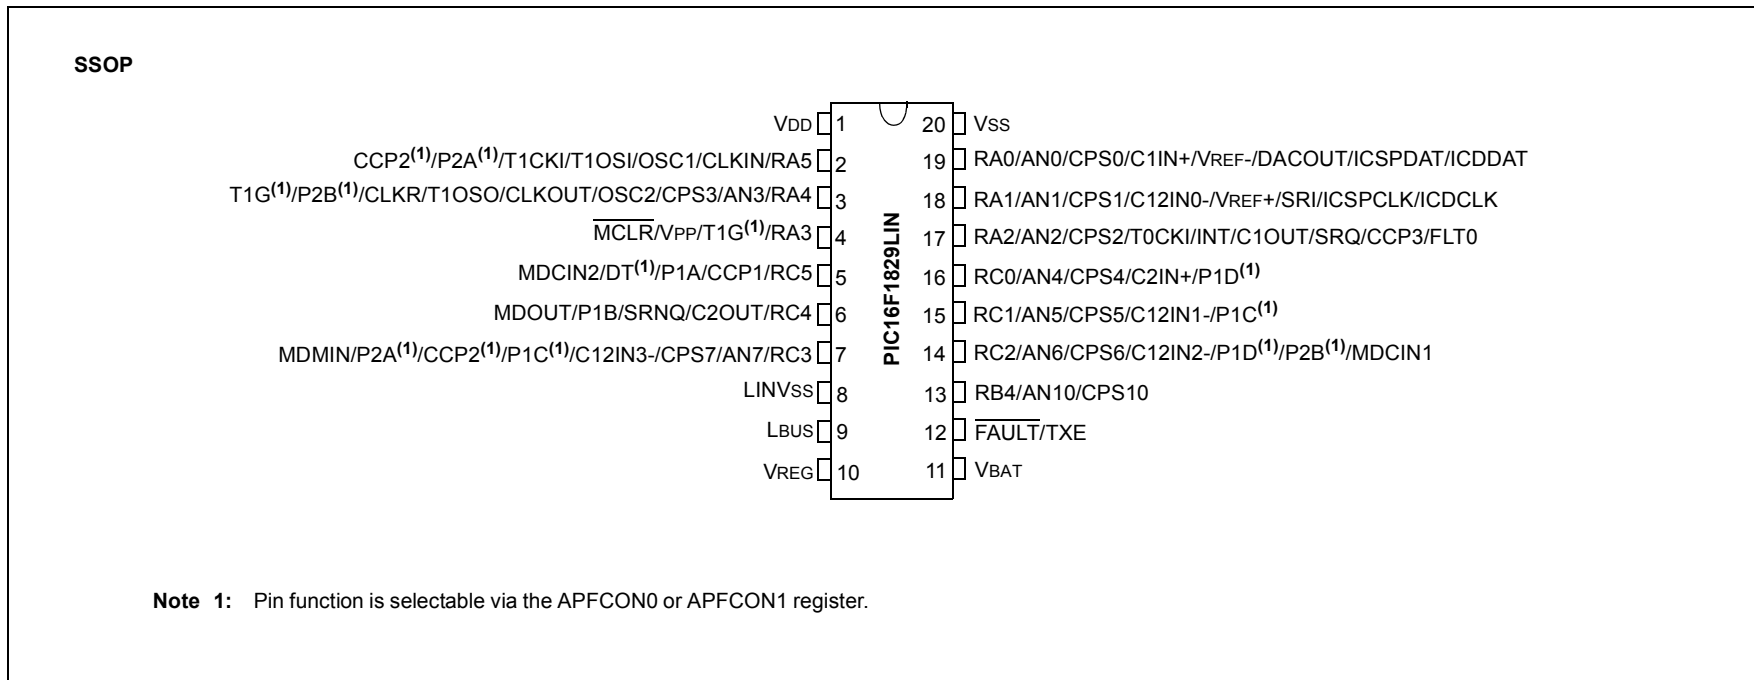 SSOP
VDD 1
CCP2(1)/P2A(1)/T1CKI/T1OSI/OSC1/CLKIN/RA5 2
T1G(1)/P2B(1)/CLKR/T1OSO/CLKOUT/OSC2/CPS3/AN3/RA4 3
MCLR/VPP/T1G(1)/RA3 4
MDCIN2/DT(1)/P1A/CCP1/RC5 5
MDOUT/P1B/SRNQ/C2OUT/RC4 6
MDMIN/P2A(1)/CCP2(1)/P1C(1)/C12IN3-/CPS7/AN7/RC3 7
LINVSS 8
LBUS 9
VREG 10
PIC16F1829LIN
20 VSS
19 RA0/AN0/CPS0/C1IN+/VREF-/DACOUT/ICSPDAT/ICDDAT
18 RA1/AN1/CPS1/C12IN0-/VREF+/SRI/ICSPCLK/ICDCLK
17 RA2/AN2/CPS2/T0CKI/INT/C1OUT/SRQ/CCP3/FLT0
16 RC0/AN4/CPS4/C2IN+/P1D(1)
15 RC1/AN5/CPS5/C12IN1-/P1C(1)
14 RC2/AN6/CPS6/C12IN2-/P1D(1)/P2B(1)/MDCIN1
13 RB4/AN10/CPS10
12 FAULT/TXE
11 VBAT
Note 1: Pin function is selectable via the APFCON0 or APFCON1 register.